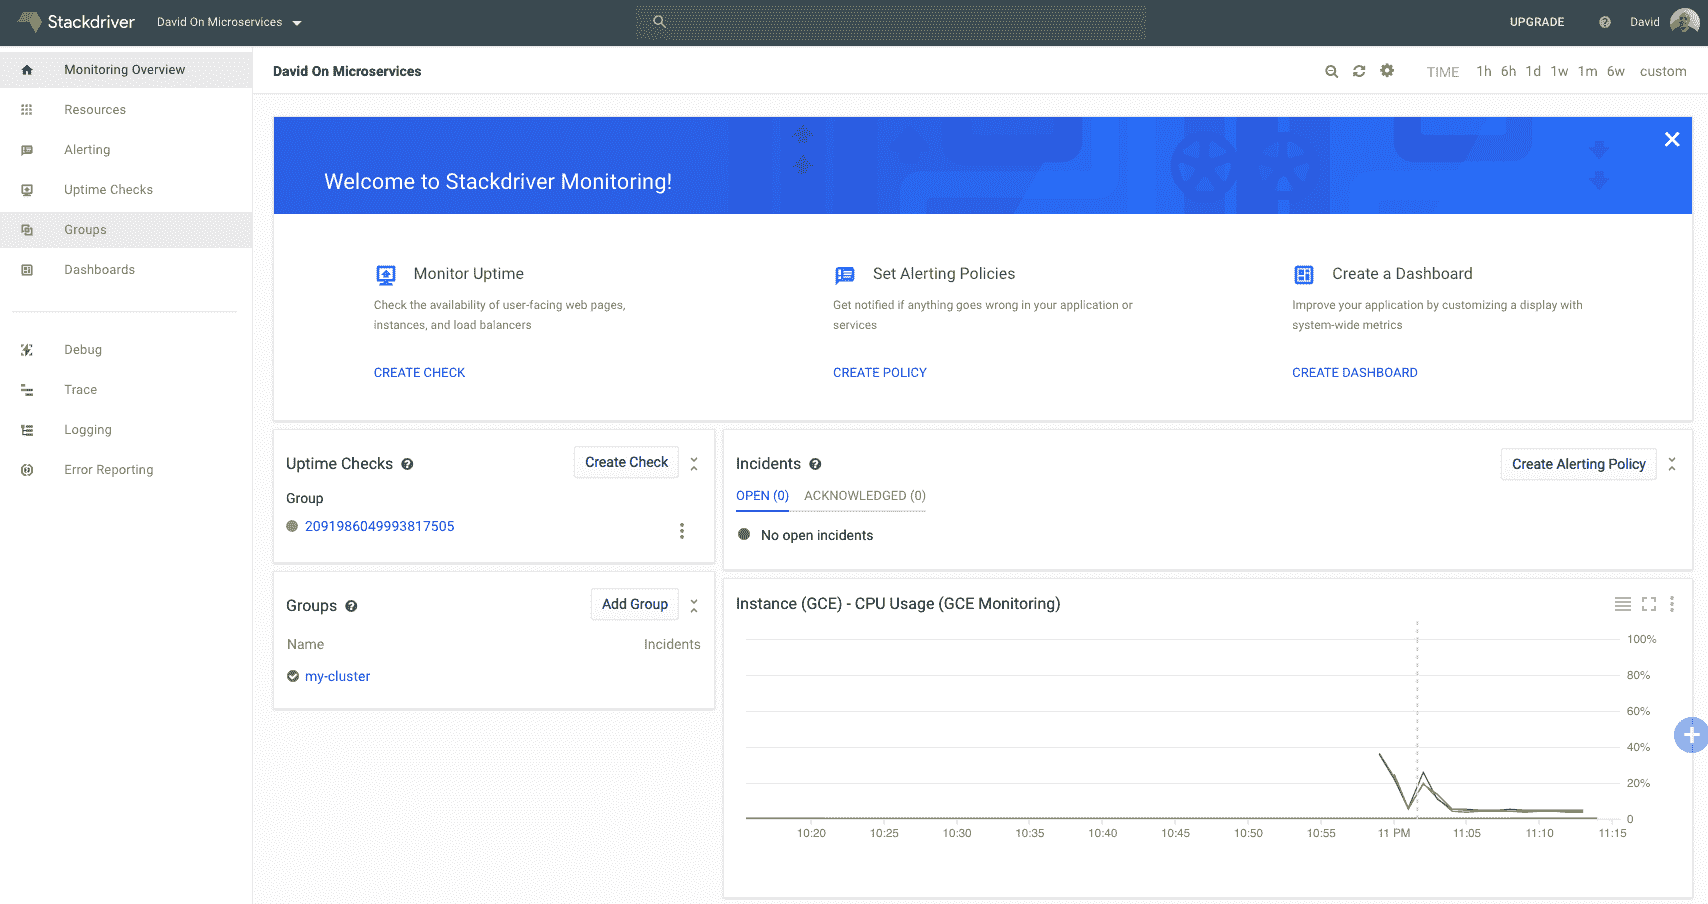 Stackdriver
David On Microservices
UPGRADE
David
Monitoring Overview
Resources
Alerting
Uptime Checks
Groups
Dashboards
Debug
Trace
Logging
Error Reporting
David On Microservices
TIME 1h 6h 1d 1w 1m 6w custom
Welcome to Stackdriver Monitoring!
Monitor Uptime
Check the availability of user-facing web pages,
instances, and load balancers
CREATE CHECK
Set Alerting Policies
Get notified if anything goes wrong in your application or
services
CREATE POLICY
Create a Dashboard
Improve your application by customizing a display with
system-wide metrics
CREATE DASHBOARD
Uptime Checks
Create Check
Group
2091986049993817505
Groups
Add Group
Name Incidents
my-cluster
Incidents
Create Alerting Policy
OPEN (0) ACKNOWLEDGED (0)
No open incidents
Instance (GCE) - CPU Usage (GCE Monitoring)
100%
80%
60%
40%
20%
0
10:20 10:25 10:30 10:35 10:40 10:45 10:50 10:55 11 PM 11:05 11:10 11:15